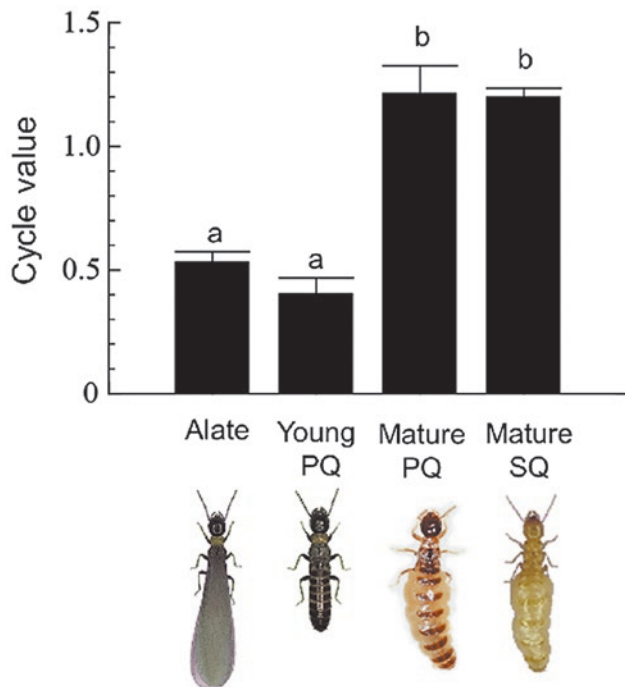 1.5
1.0
0.5
0
Cycle value
a
a
b
b
Alate
Young
PQ
Mature
PQ
Mature
SQ